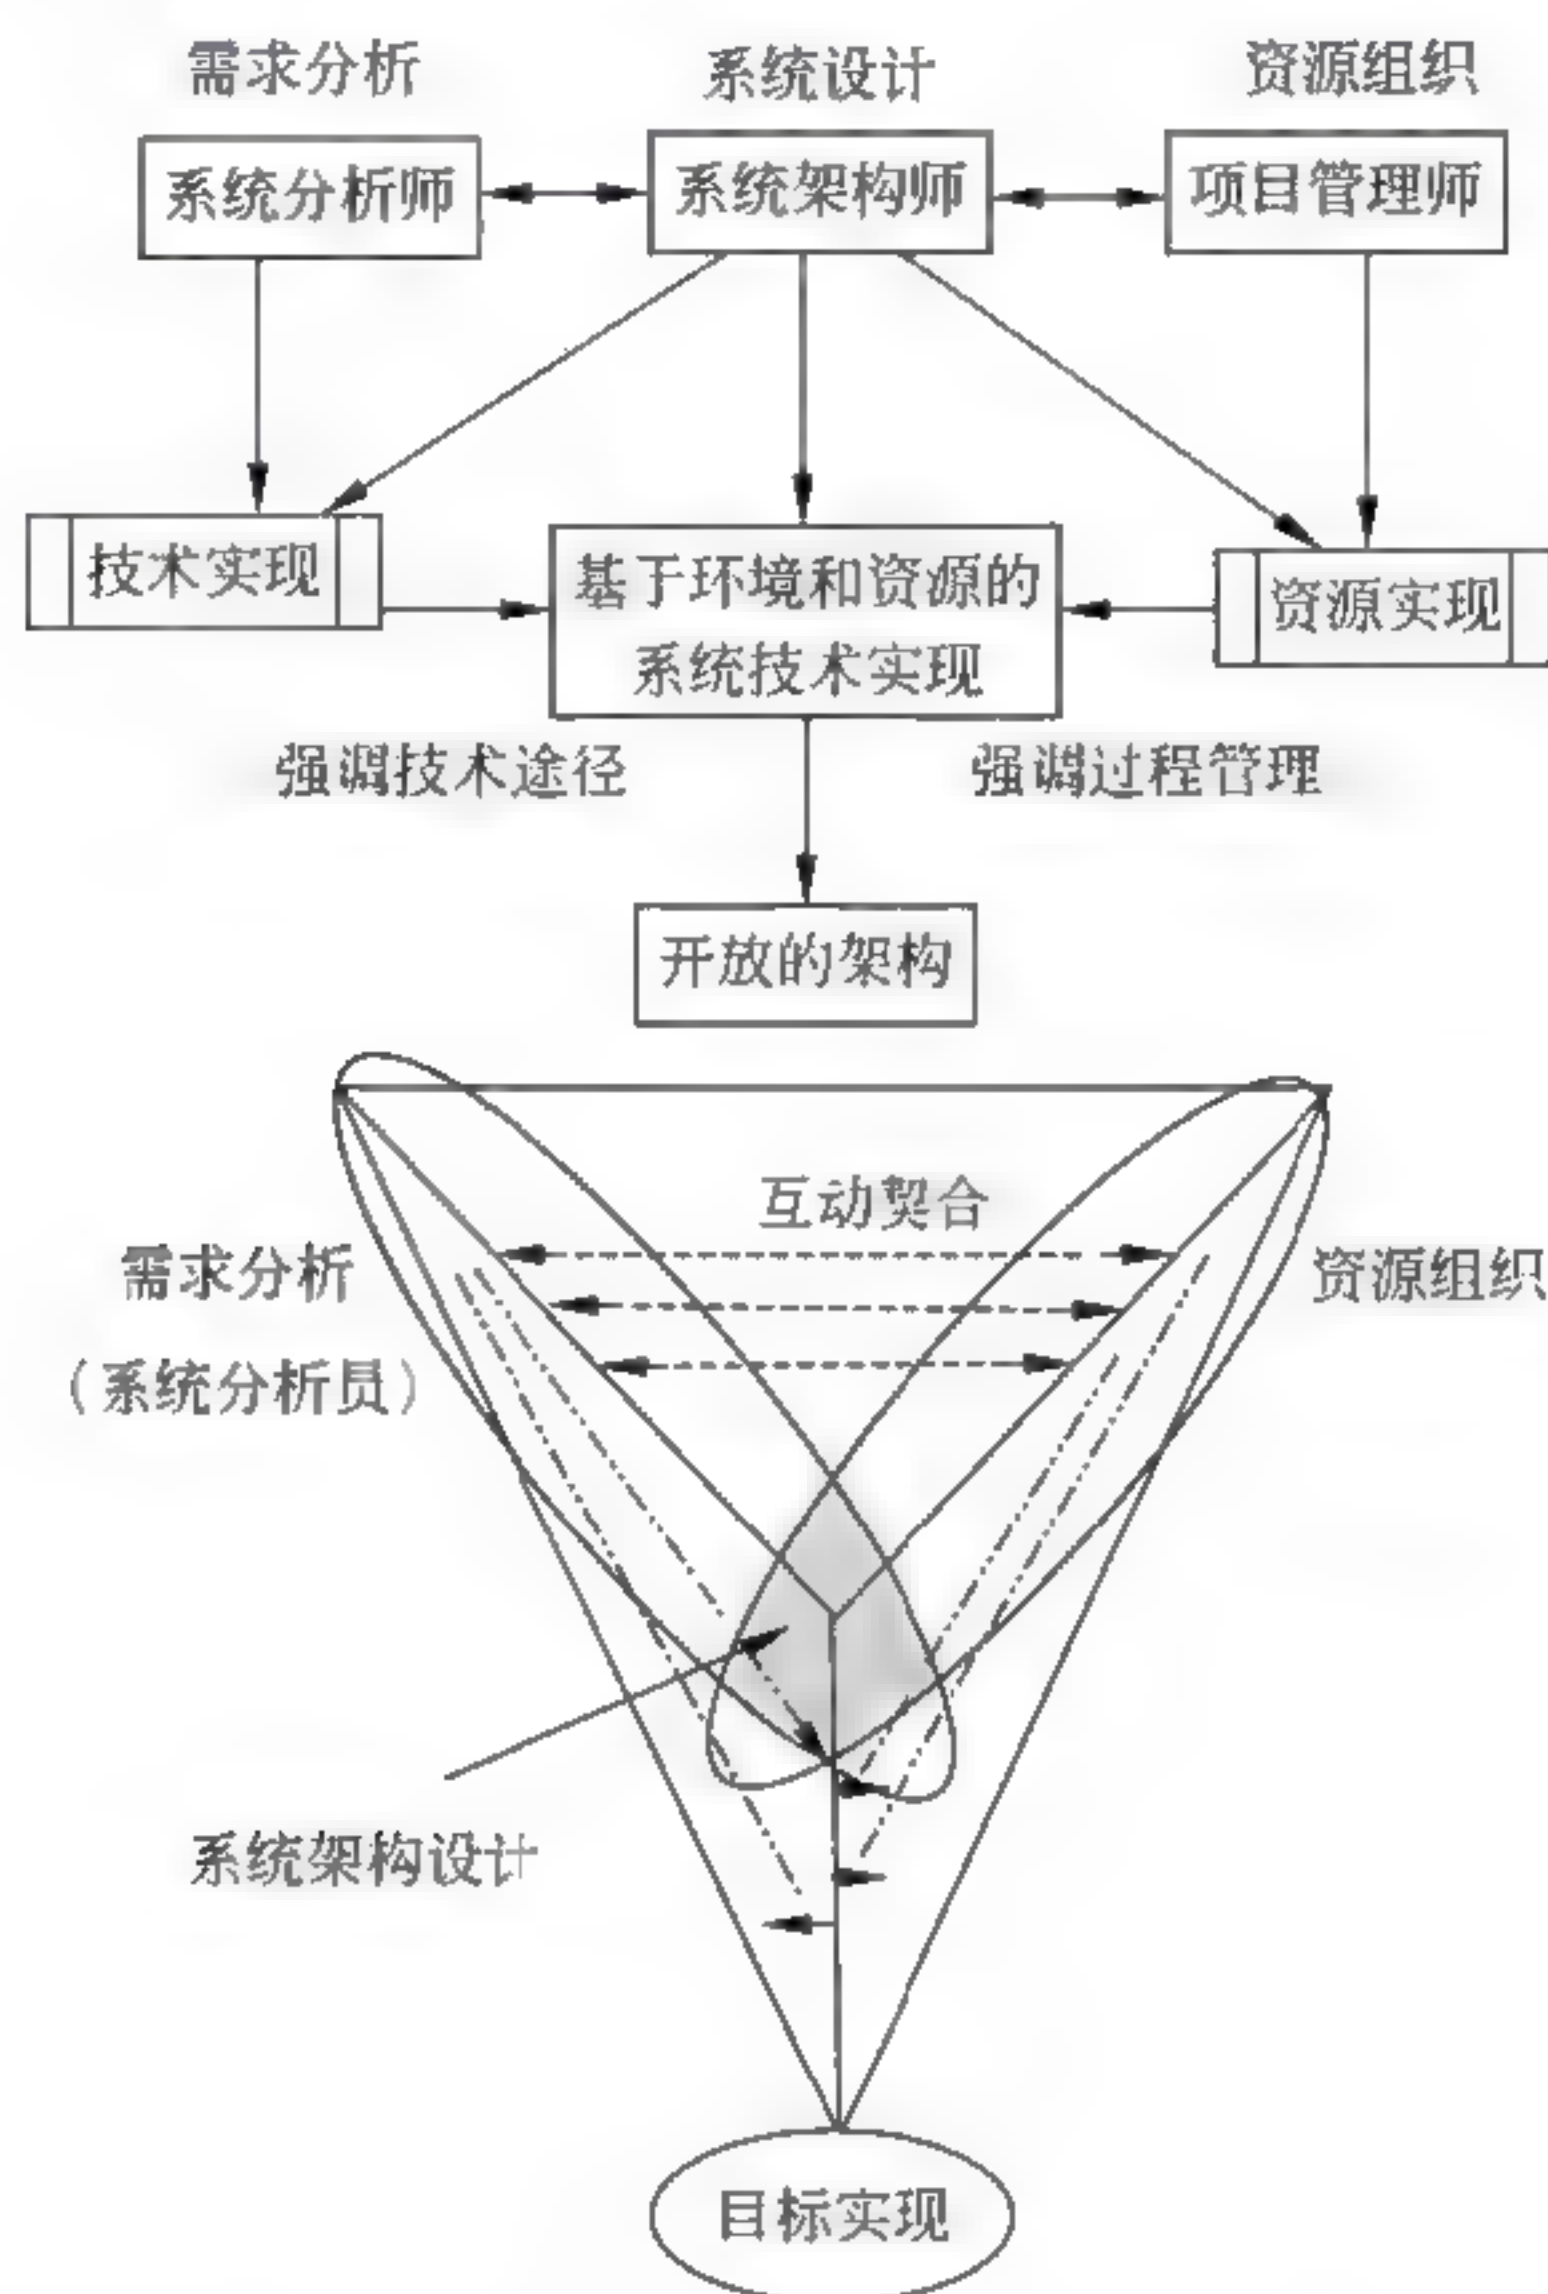 需求分析
系统设计
资源组织
系统分析师
系统架构师
项目管理师
技术实现
基于环境和资源的
系统技术实现
资源实现
强调技术途径
强调过程管理
开放的架构
互动契合
需求分析
(系统分析员)
资源组织
系统架构设计
目标实现